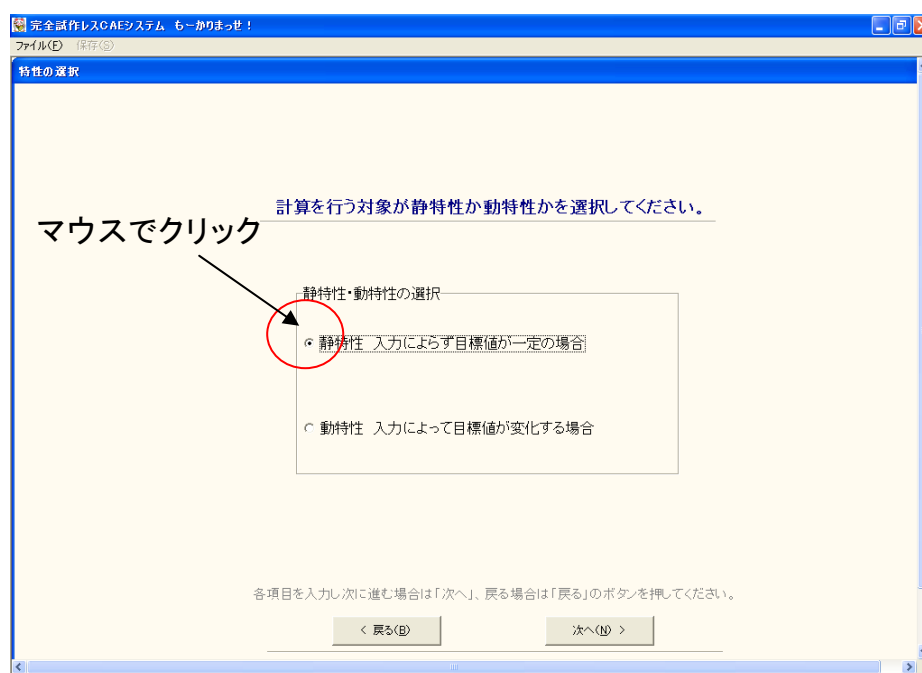 完全試作レスCAEシステム もーかりまっせ!
ファイル(F) 保存(S)
特性の選択
計算を行う対象が静特性か動特性かを選択してください。
マウスでクリック
静特性・動特性の選択
静特性 入力によらず目標値が一定の場合
動特性 入力によって目標値が変化する場合
各項目を入力し次に進む場合は「次へ」、戻る場合は「戻る」のボタンを押してください。
< 戻る(B)
次へ(N) >